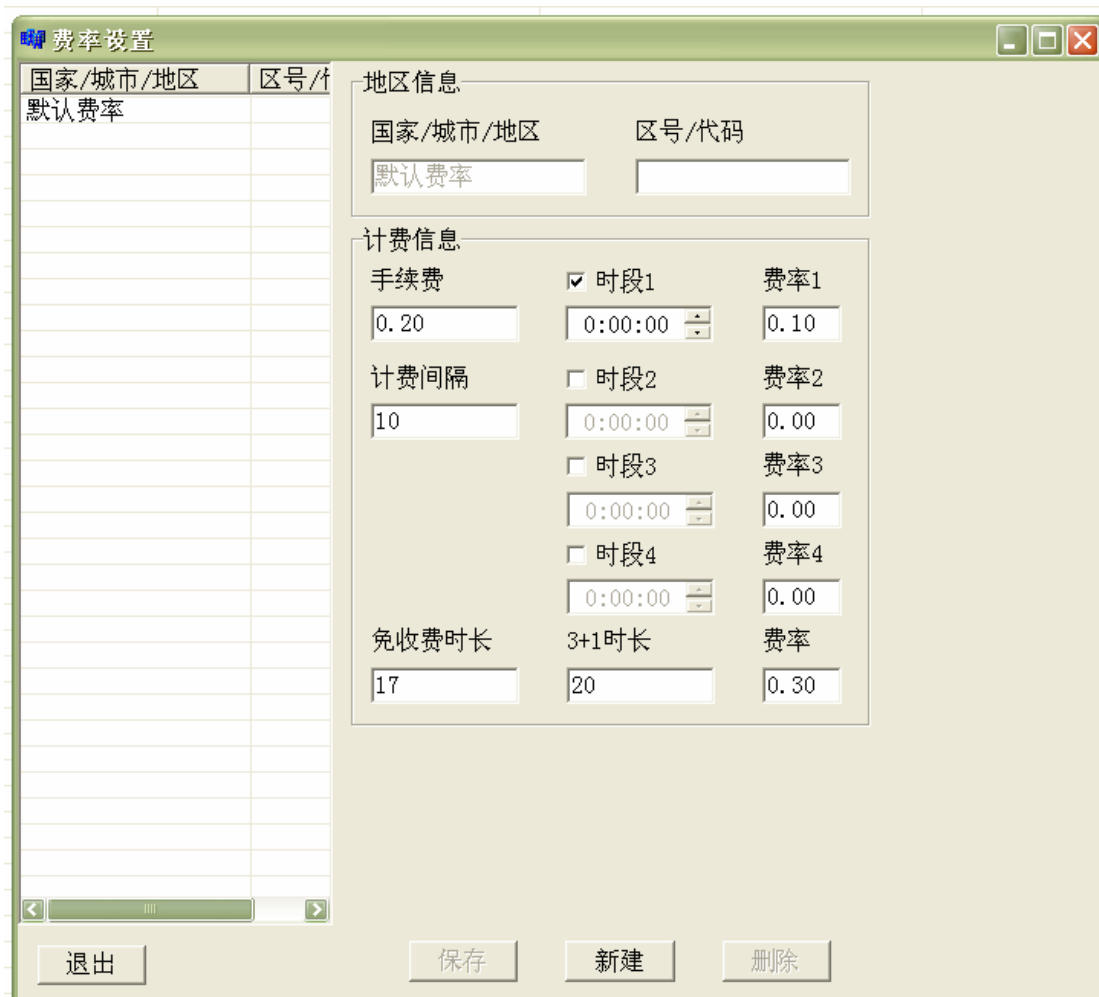 费率设置
国家/城市/地区 区号/
默认费率
地区信息
国家/城市/地区 区号/代码
默认费率
计费信息
手续费 时段1 费率1
0.20 0:00:00 0.10
计费间隔 时段2 费率2
10 0:00:00 0.00
时段3 费率3
0:00:00 0.00
时段4 费率4
0:00:00 0.00
免收费时长 3+1时长 费率
17 20 0.30
退出 保存 新建 删除